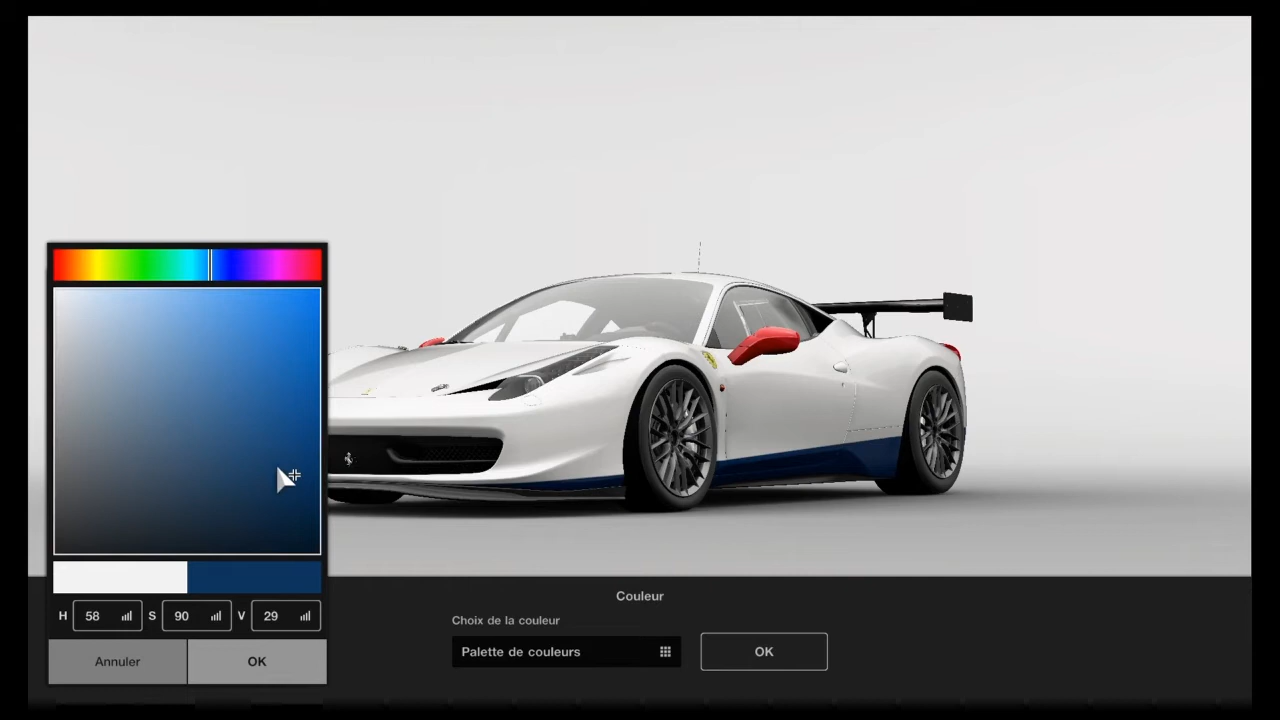 H 58 S 90 V 29
Annuler OK
Couleur
Choix de la couleur
Palette de couleurs OK